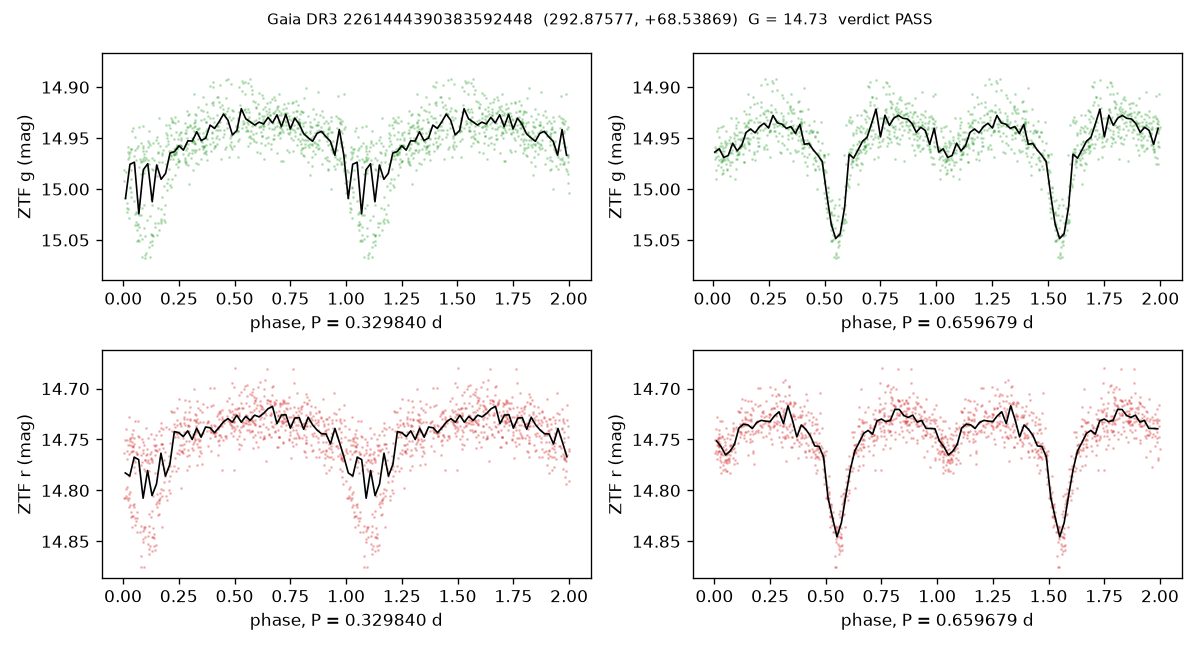 Gaia DR3 2261444390383592448 (292.87577, +68.53869) G = 14.73 verdict PASS
ZTF g (mag)
14.90
14.95
15.00
15.05
0.00 0.25 0.50 0.75 1.00 1.25 1.50 1.75 2.00
phase, P = 0.329840 d
ZTF g (mag)
14.90
14.95
15.00
15.05
0.00 0.25 0.50 0.75 1.00 1.25 1.50 1.75 2.00
phase, P = 0.659679 d
ZTF r (mag)
14.70
14.75
14.80
14.85
0.00 0.25 0.50 0.75 1.00 1.25 1.50 1.75 2.00
phase, P = 0.329840 d
ZTF r (mag)
14.70
14.75
14.80
14.85
0.00 0.25 0.50 0.75 1.00 1.25 1.50 1.75 2.00
phase, P = 0.659679 d